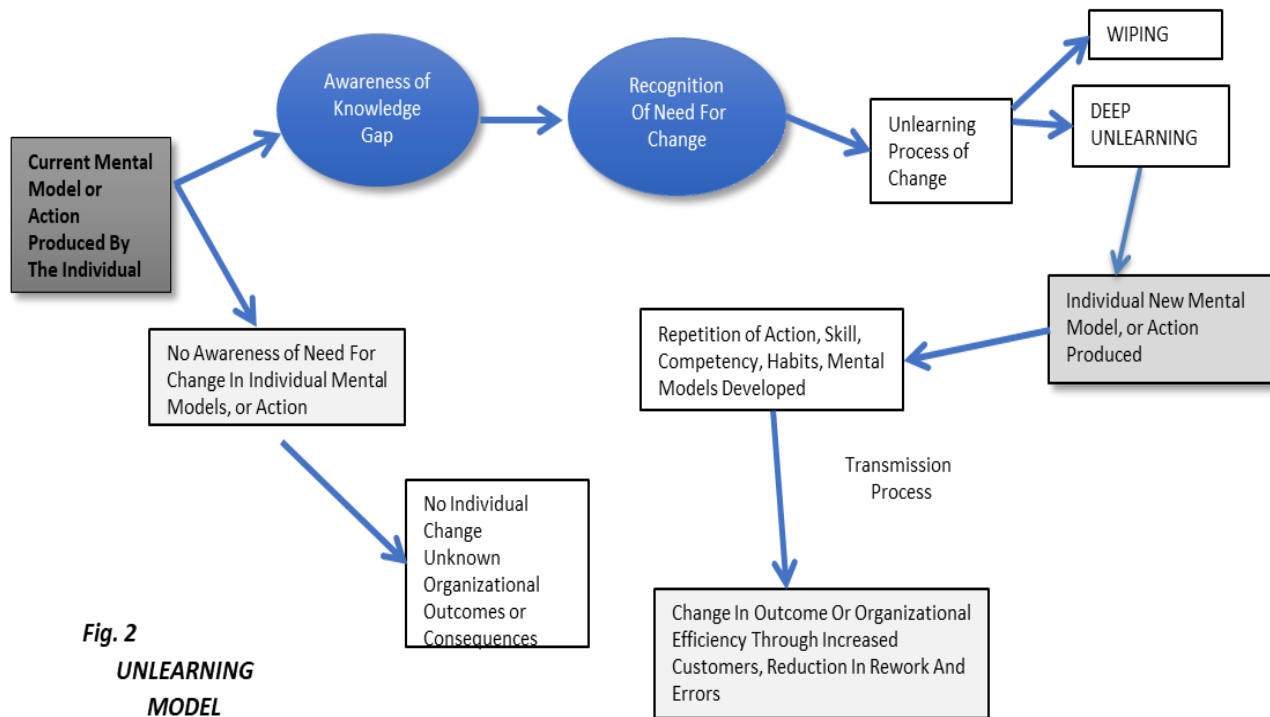 WIPING
Awareness of
Knowledge
Gap
Recognition
Of Need For
Change
Unlearning
Process of
Change
DEEP
UNLEARNING
Current Mental
Model or
Action
Produced By
The Individual
Individual New Mental
Model, or Action
Produced
Repetition of Action, Skill,
Competency, Habits, Mental
Models Developed
No Awareness of Need For
Change In Individual Mental
Models, or Action
Transmission
Process
No Individual
Change
Unknown
Organizational
Outcomes or
Consequences
Change In Outcome Or Organizational
Efficiency Through Increased
Customers, Reduction In Rework And
Errors
Fig. 2
UNLEARNING
MODEL